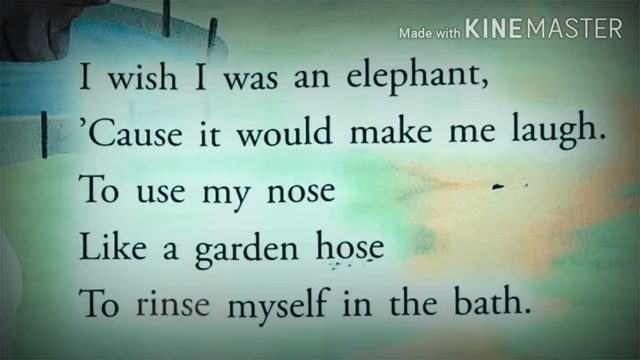 Made with KINEMASTER
I wish I was an elephant,
’Cause it would make me laugh.
To use my nose
Like a garden hose
To rinse myself in the bath.